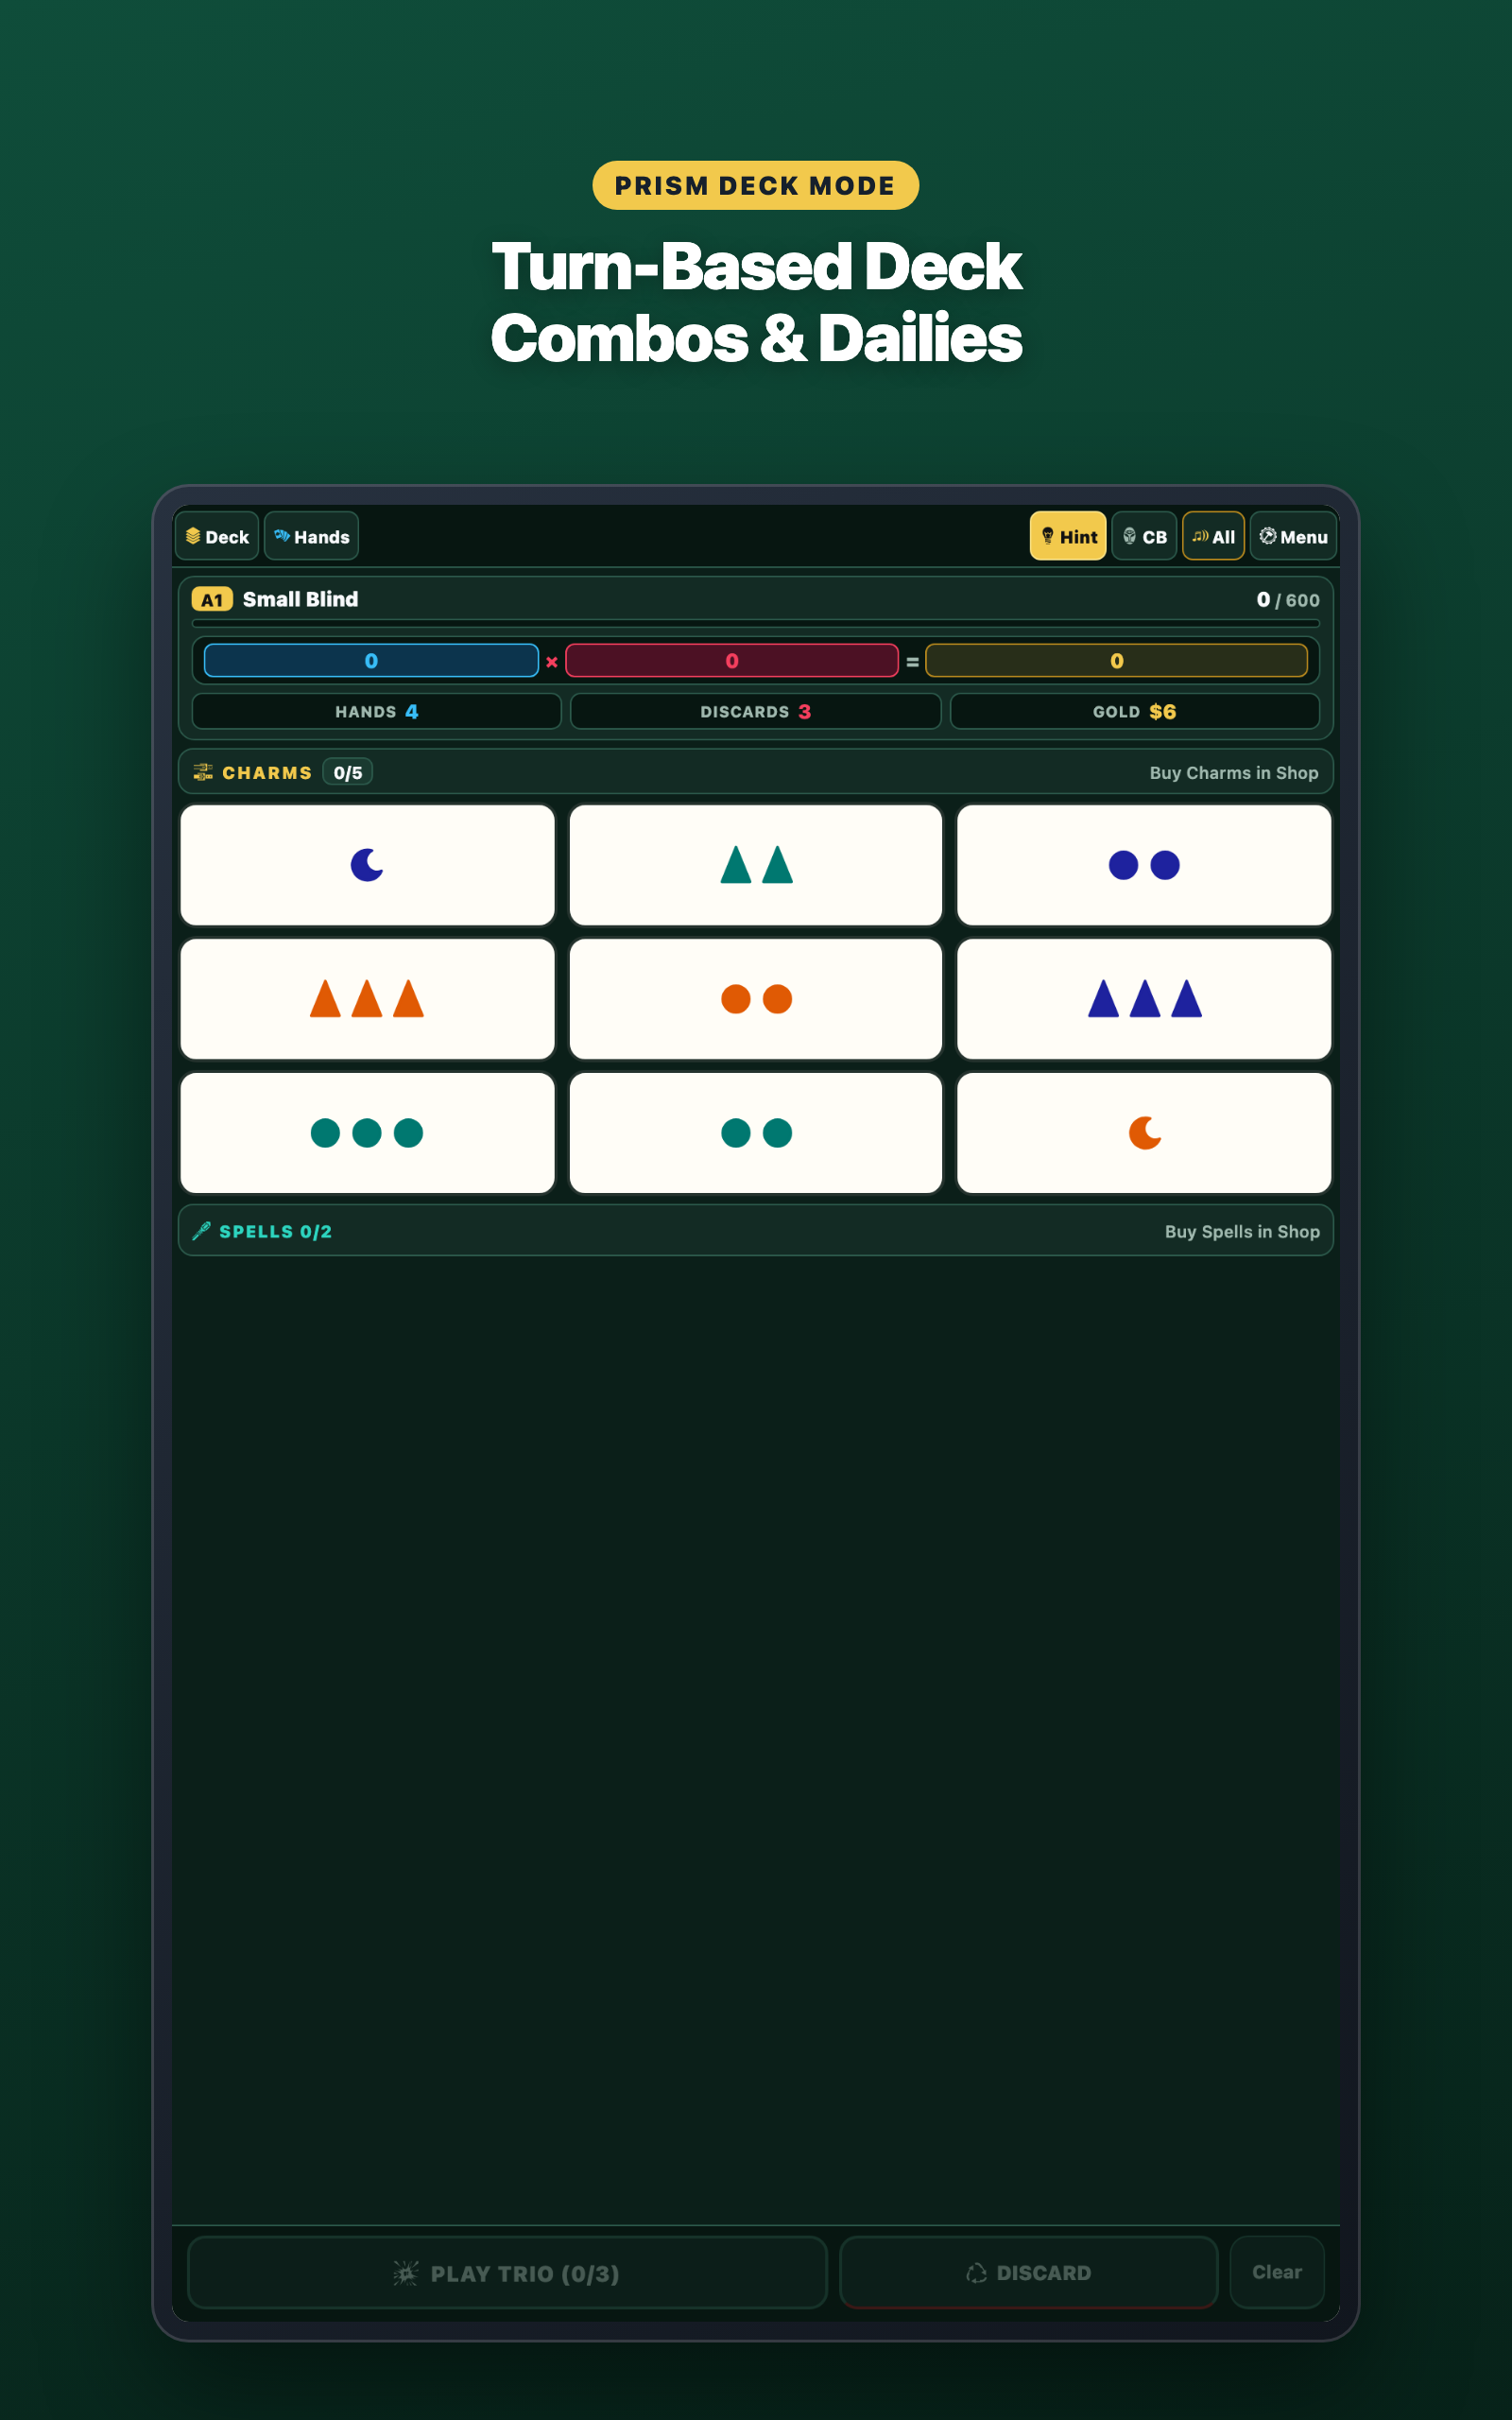 PRISM DECK MODE
Turn-Based Deck
Combos & Dailies
Deck Hands Hint CB All Menu
A1 Small Blind 0 / 600
0 × 0 = 0
HANDS 4 DISCARDS 3 GOLD $6
CHARMS 0/5 Buy Charms in Shop
SPELLS 0/2 Buy Spells in Shop
PLAY TRIO (0/3) DISCARD Clear